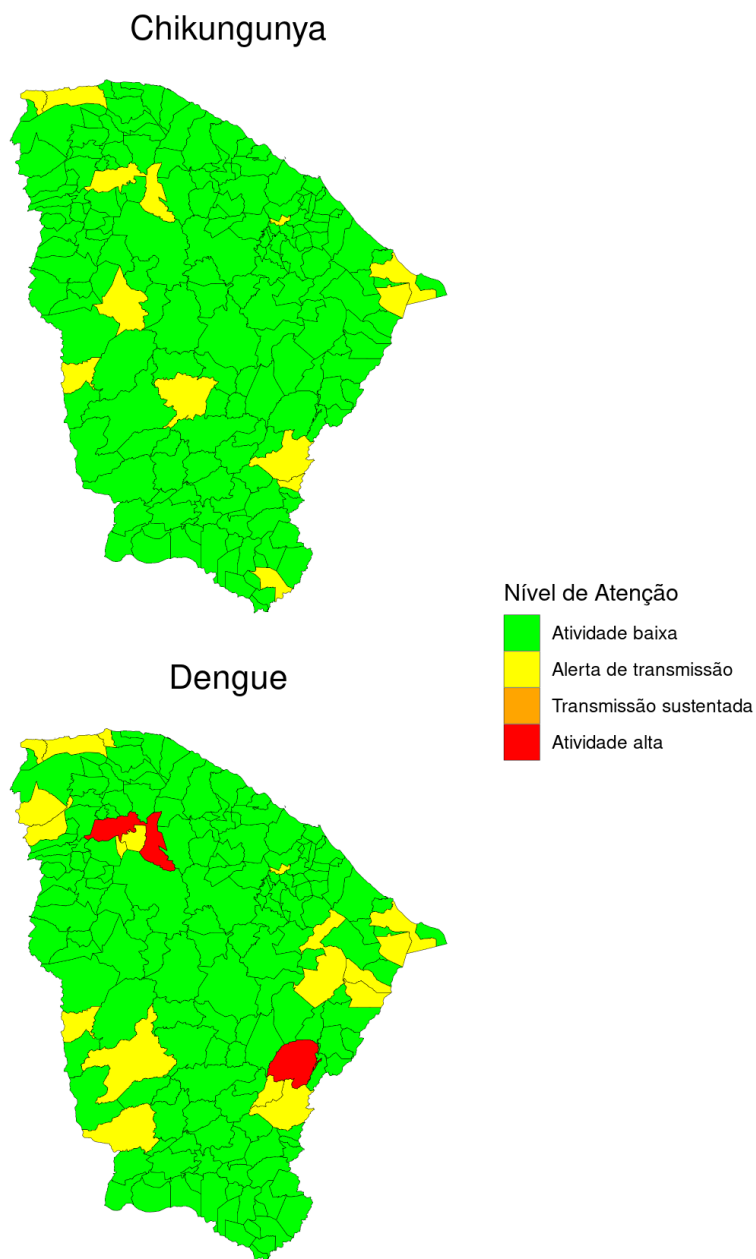 Chikungunya
Nível de Atenção
Atividade baixa
Alerta de transmissão
Transmissão sustentada
Atividade alta
Dengue